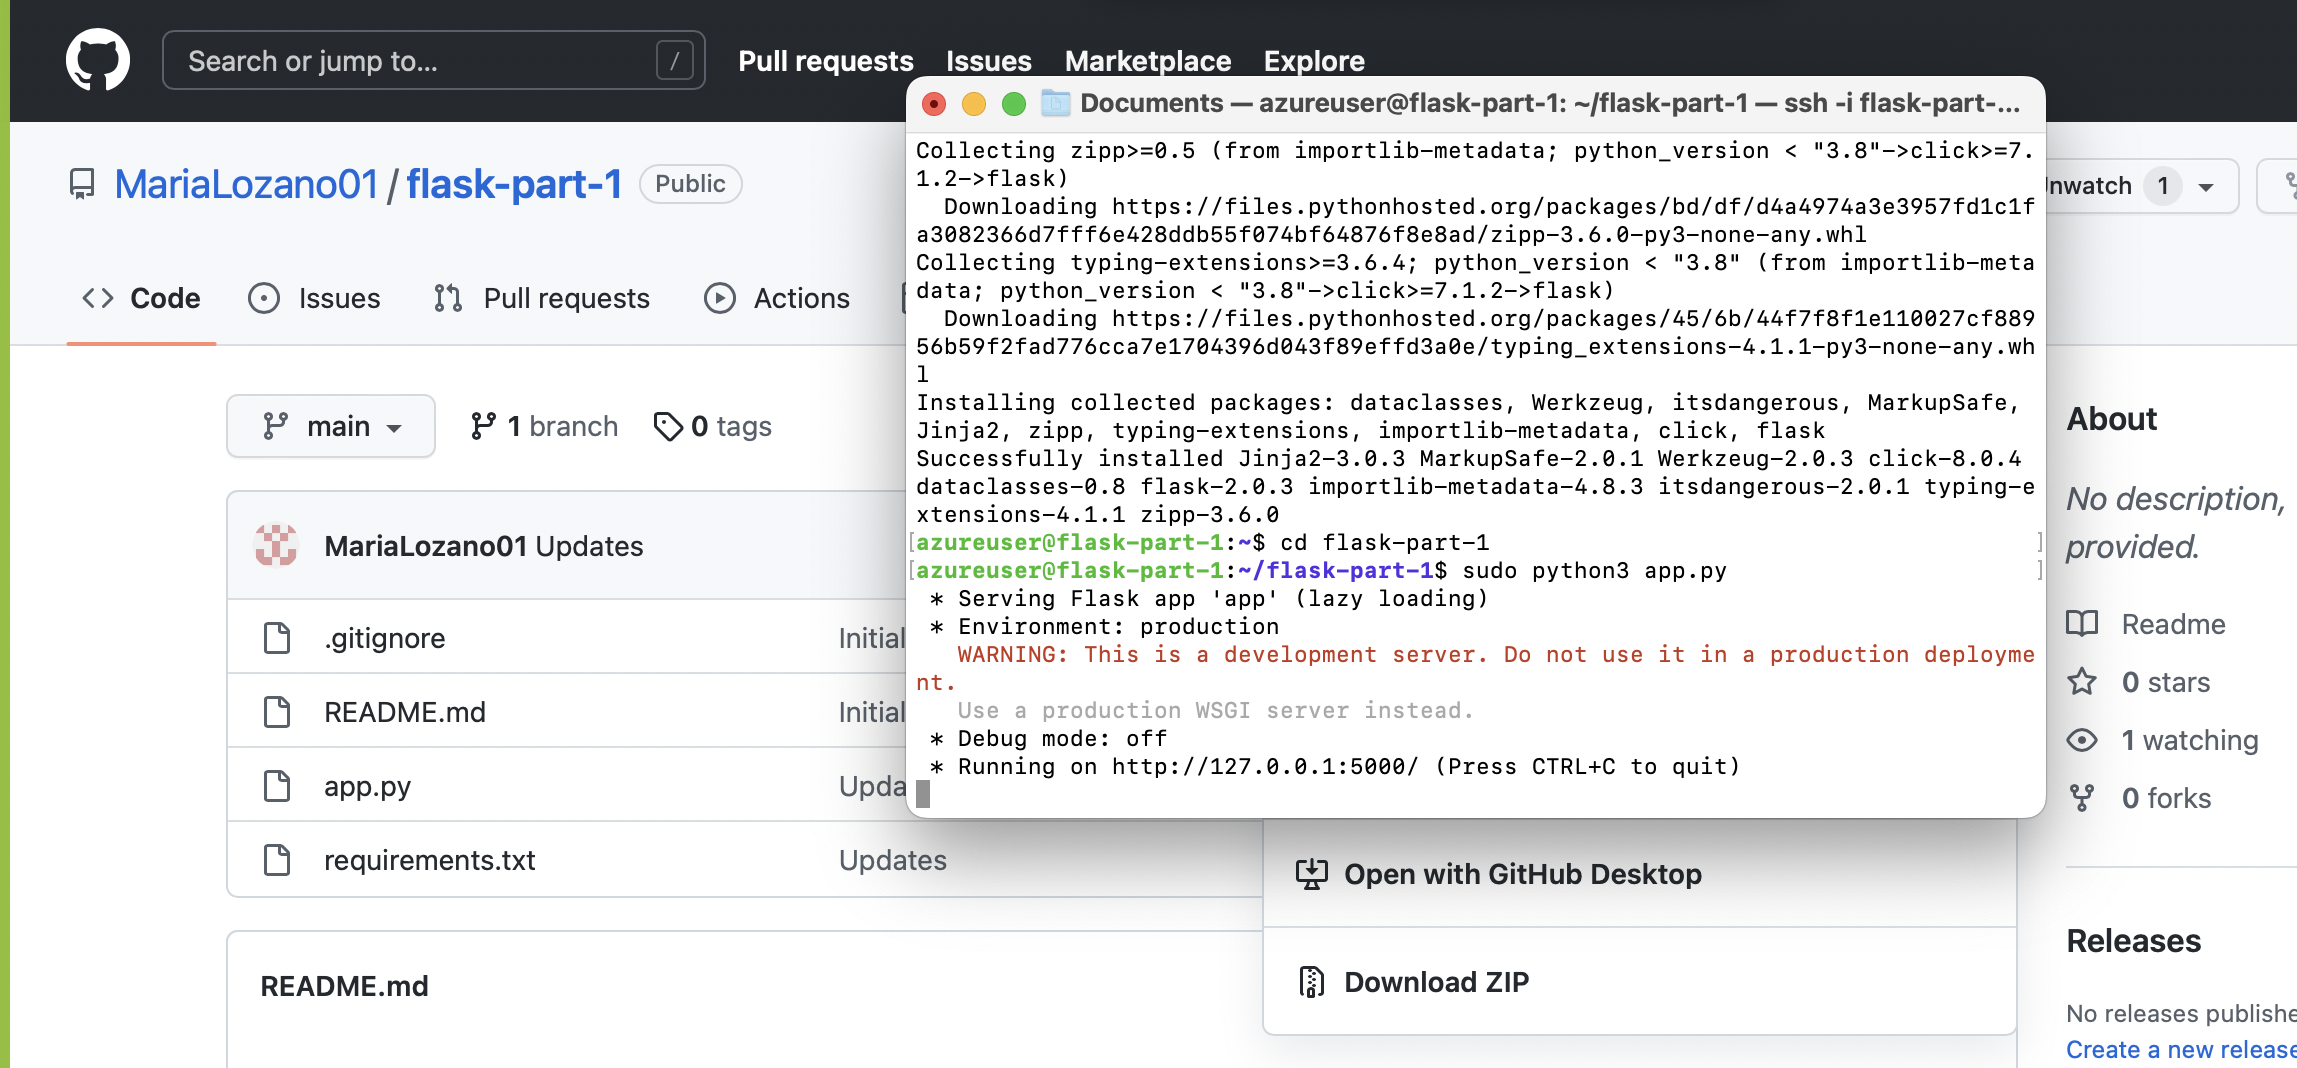 Search or jump to... /
Pull requests Issues Marketplace Explore
MariaLozano01 / flask-part-1 Public
Unwatch 1
Code Issues Pull requests Actions
main 1 branch 0 tags
MariaLozano01 Updates
.gitignore Initial
README.md Initial
app.py
requirements.txt Updates
README.md
Documents — azureuser@flask-part-1: ~/flask-part-1 — ssh -i flask-part-...
Collecting zipp>=0.5 (from importlib-metadata; python_version < "3.8"->click>=7.
1.2->flask)
Downloading https://files.pythonhosted.org/packages/bd/df/d4a4974a3e3957fd1c1f
a3082366d7fff6e428ddb55f074bf64876f8e8ad/zipp-3.6.0-py3-none-any.whl
Collecting typing-extensions>=3.6.4; python_version < "3.8" (from importlib-meta
data; python_version < "3.8"->click>=7.1.2->flask)
Downloading https://files.pythonhosted.org/packages/45/6b/44f7f8f1e110027cf889
56b59f2fad776cca7e1704396d043f89effd3a0e/typing_extensions-4.1.1-py3-none-any.wh
l
Installing collected packages: dataclasses, Werkzeug, itsdangerous, MarkupSafe,
Jinja2, zipp, typing-extensions, importlib-metadata, click, flask
Successfully installed Jinja2-3.0.3 MarkupSafe-2.0.1 Werkzeug-2.0.3 click-8.0.4
dataclasses-0.8 flask-2.0.3 importlib-metadata-4.8.3 itsdangerous-2.0.1 typing-e
xtensions-4.1.1 zipp-3.6.0
[azureuser@flask-part-1:~$ cd flask-part-1 ]
[azureuser@flask-part-1:~/flask-part-1$ sudo python3 app.py ]
* Serving Flask app 'app' (lazy loading)
* Environment: production
WARNING: This is a development server. Do not use it in a production deployme
nt.
Use a production WSGI server instead.
* Debug mode: off
* Running on http://127.0.0.1:5000/ (Press CTRL+C to quit)
Open with GitHub Desktop
Download ZIP
About
No description,
provided.
Readme
0 stars
1 watching
0 forks
Releases
No releases publishe
Create a new release